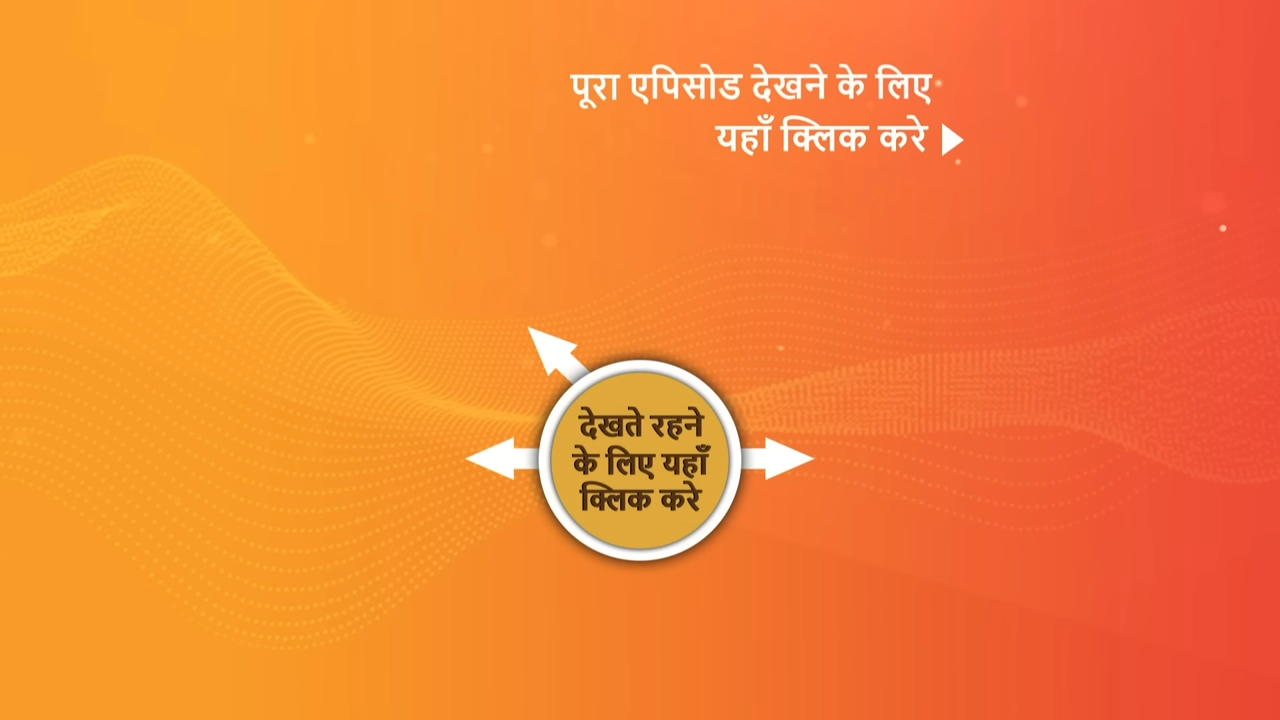 पूरा एपिसोड देखने के लिए
यहाँ क्लिक करे
देखते रहने
के लिए यहाँ
क्लिक करे